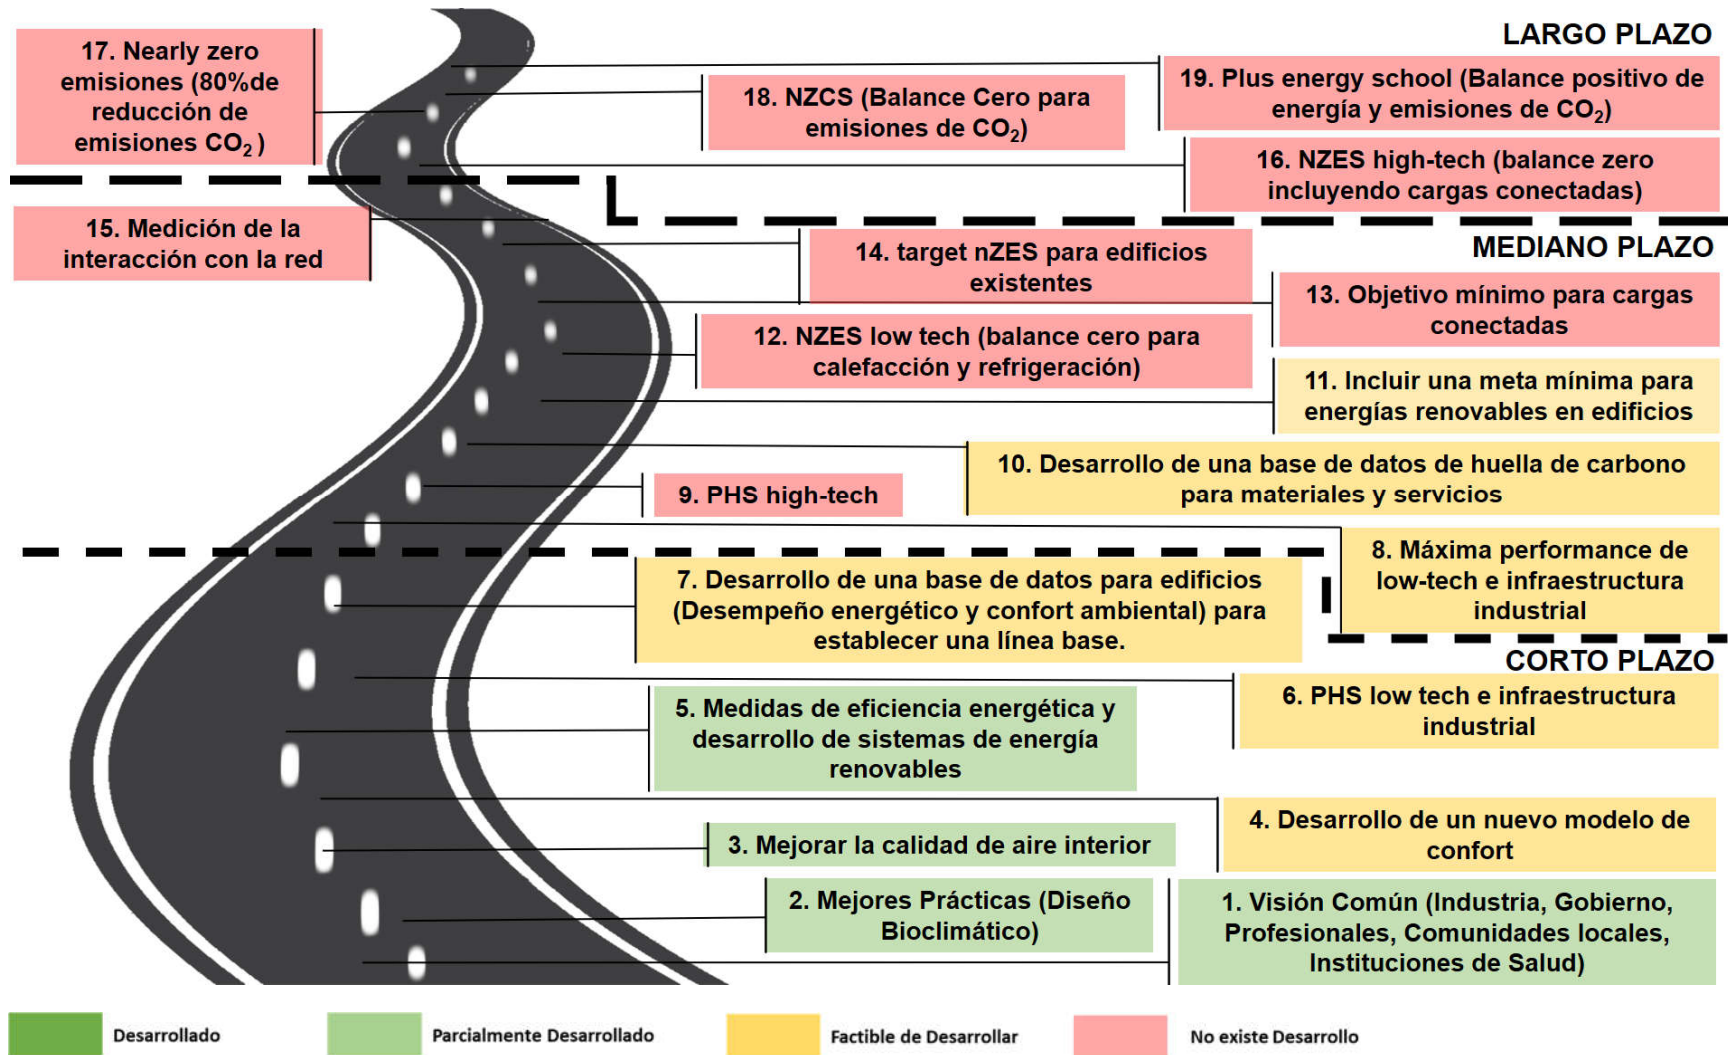 LARGO PLAZO
17. Nearly zero
emisiones (80%de
reducción de
emisiones CO₂ )
18. NZCS (Balance Cero para
emisiones de CO₂)
19. Plus energy school (Balance positivo de
energía y emisiones de CO₂)
16. NZES high-tech (balance zero
incluyendo cargas conectadas)
15. Medición de la
interacción con la red
MEDIANO PLAZO
14. target nZES para edificios
existentes
13. Objetivo mínimo para cargas
conectadas
12. NZES low tech (balance cero para
calefacción y refrigeración)
11. Incluir una meta mínima para
energías renovables en edificios
10. Desarrollo de una base de datos de huella de carbono
para materiales y servicios
9. PHS high-tech
8. Máxima performance de
low-tech e infraestructura
industrial
7. Desarrollo de una base de datos para edificios
(Desempeño energético y confort ambiental) para
establecer una línea base.
CORTO PLAZO
6. PHS low tech e infraestructura
industrial
5. Medidas de eficiencia energética y
desarrollo de sistemas de energía
renovables
4. Desarrollo de un nuevo modelo de
confort
3. Mejorar la calidad de aire interior
2. Mejores Prácticas (Diseño
Bioclimático)
1. Visión Común (Industria, Gobierno,
Profesionales, Comunidades locales,
Instituciones de Salud)
Desarrollado
Parcialmente Desarrollado
Factible de Desarrollar
No existe Desarrollo